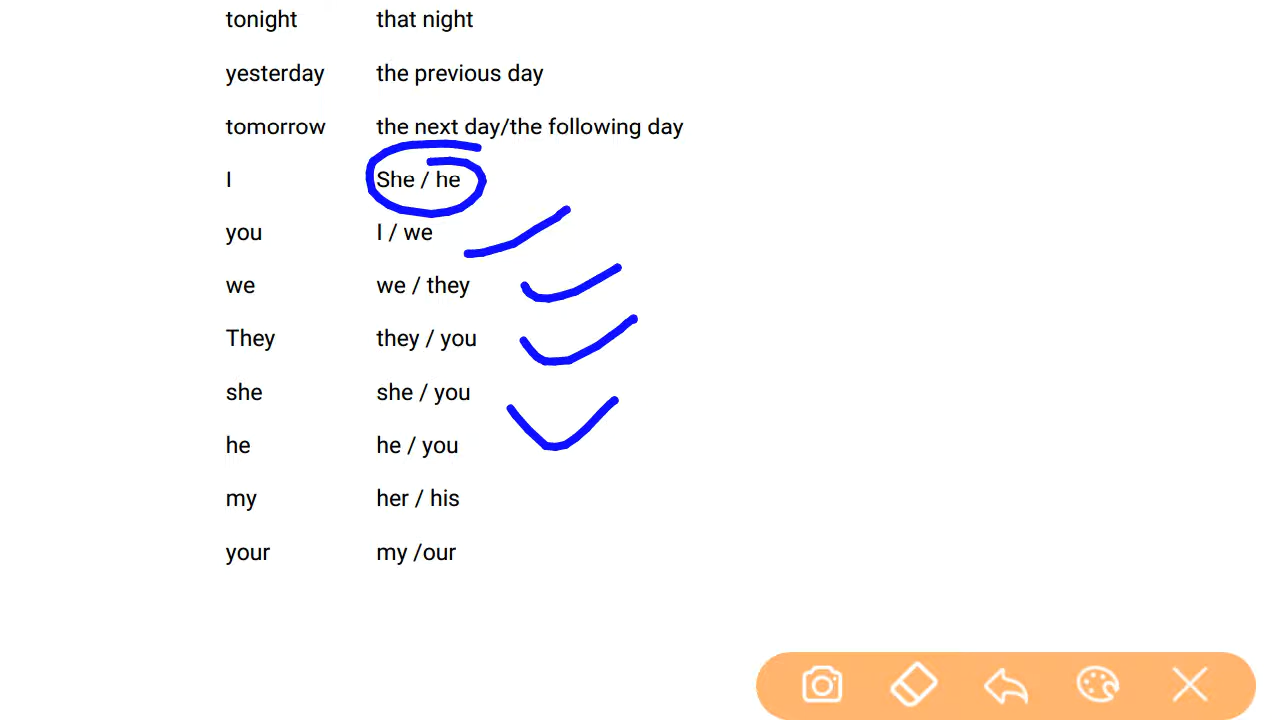 tonight that night
yesterday the previous day
tomorrow the next day/the following day
I She / he
you I / we
we we / they
They they / you
she she / you
he he / you
my her / his
your my /our